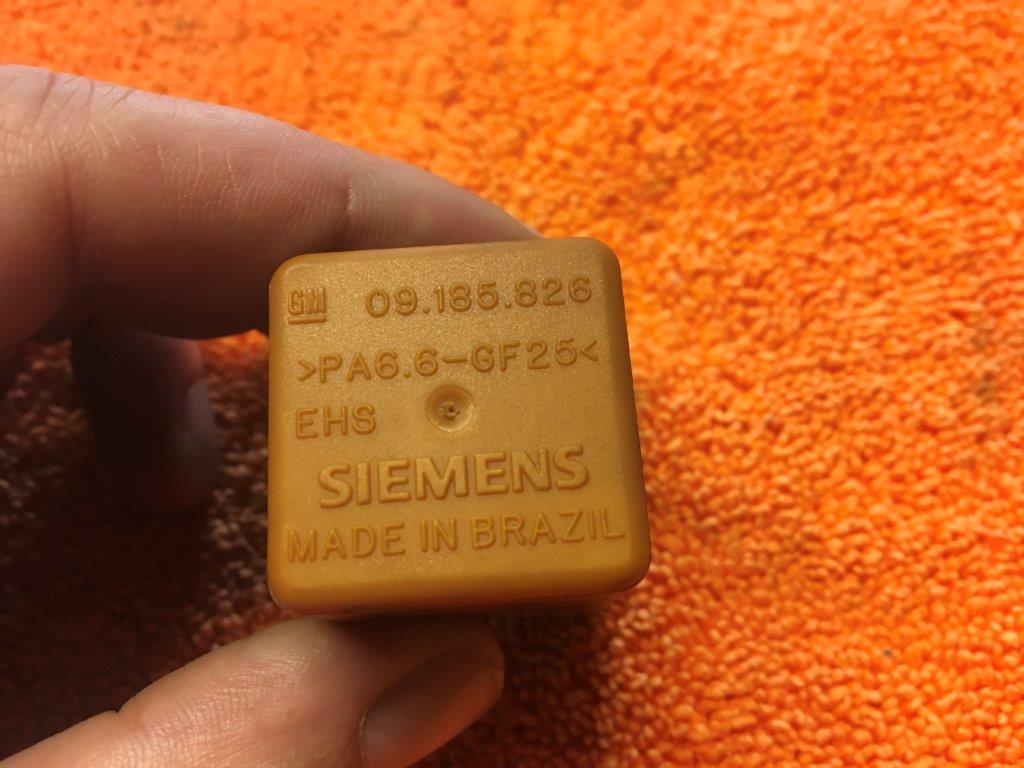 GM 09.185.826
>PA6.6-GF25<
EHS
SIEMENS
MADE IN BRAZIL